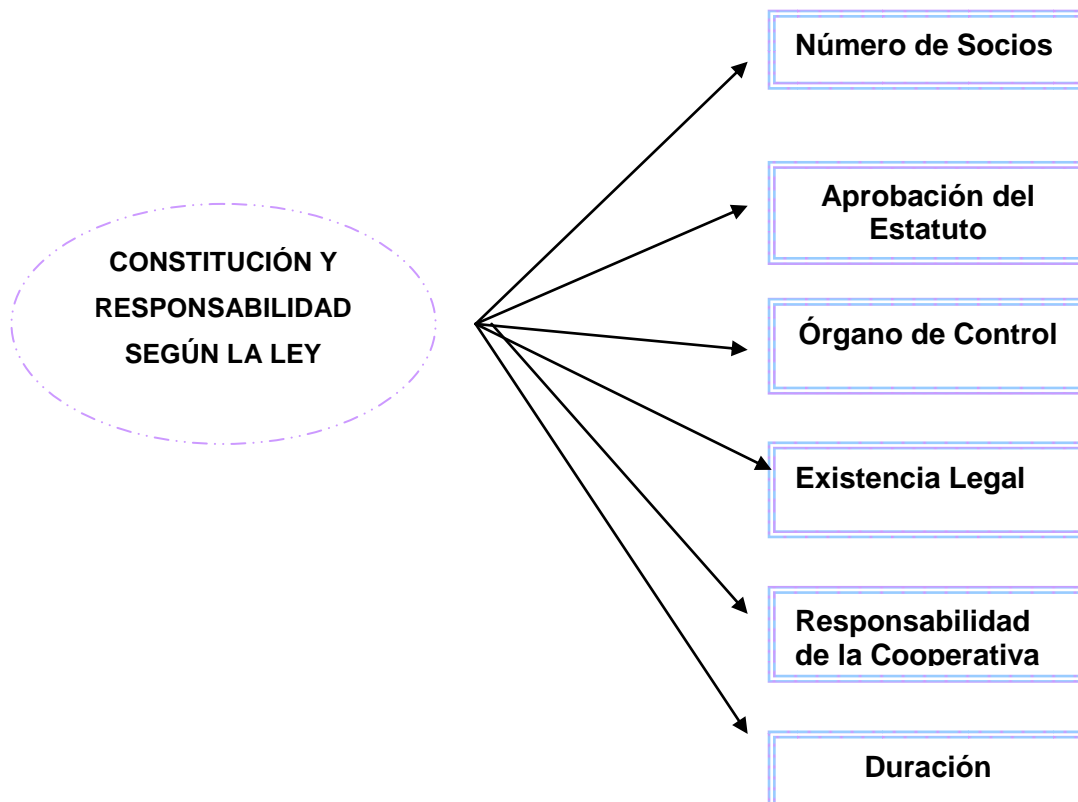 CONSTITUCIÓN Y
RESPONSABILIDAD
SEGÚN LA LEY
Número de Socios
Aprobación del
Estatuto
Órgano de Control
Existencia Legal
Responsabilidad
de la Cooperativa
Duración